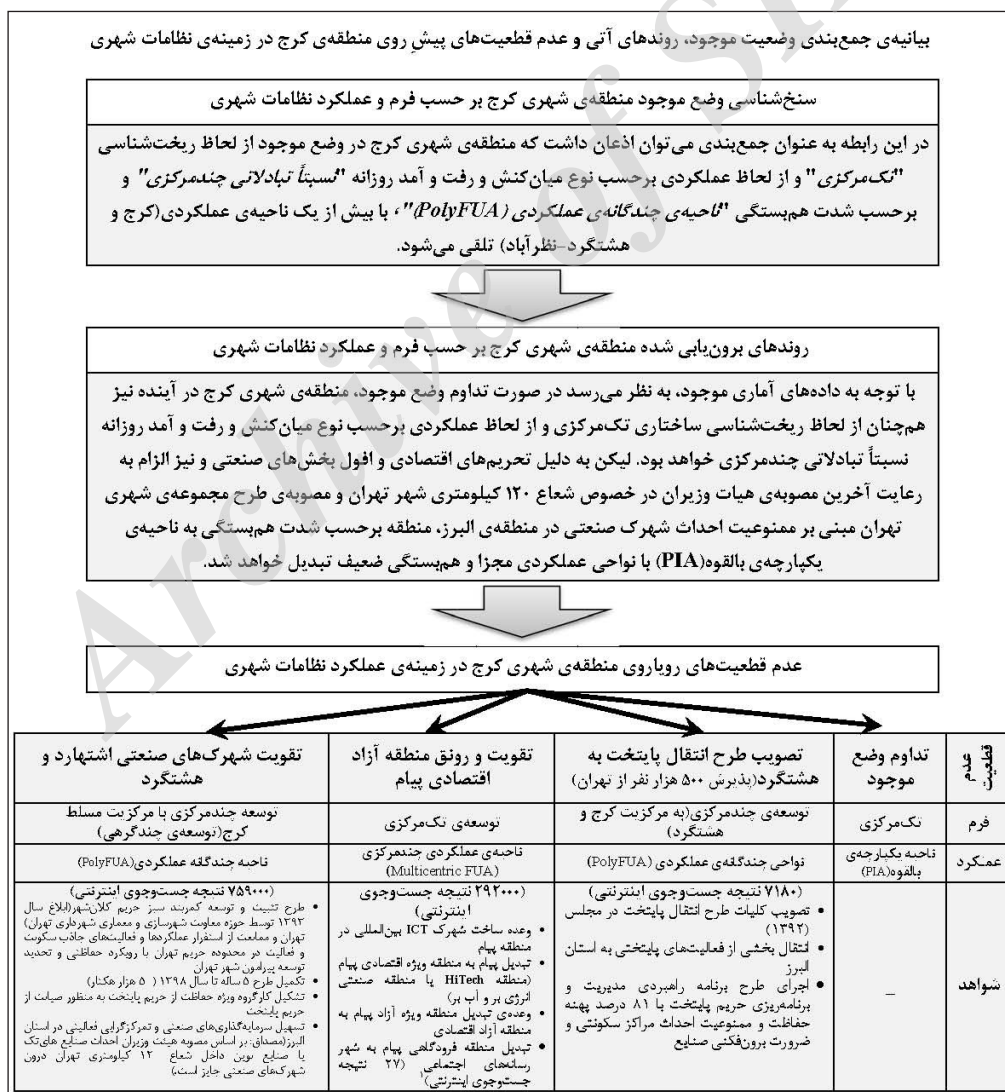 بیانیه‌ی جمع‌بندی وضعیت موجود، روندهای آتی و عدم قطعیت‌های پیشِ روی منطقه‌ی کرج در زمینه‌ی نظامات شهری
سنخ‌شناسی وضع موجود منطقه‌ی شهری کرج بر حسب فرم و عملکرد نظامات شهری
در این رابطه به عنوان جمع‌بندی می‌توان اذعان داشت که منطقه‌ی شهری کرج در وضع موجود از لحاظ ریخت‌شناسی
"تک‌مرکزی" و از لحاظ عملکردی برحسب نوع میان‌کنش و رفت و آمد روزانه "نسبتاً تبادلاتی چندمرکزی" و
برحسب شدت هم‌بستگی "ناحیه‌ی چندگانه‌ی عملکردی (PolyFUA)"، با بیش از یک ناحیه‌ی عملکردی(کرج و
هشتگرد-نظرآباد) تلقی می‌شود.
روندهای برون‌یابی شده منطقه‌ی شهری کرج بر حسب فرم و عملکرد نظامات شهری
با توجه به داده‌های آماری موجود، به نظر می‌رسد در صورت تداوم وضع موجود، منطقه‌ی شهری کرج در آینده نیز
هم‌چنان از لحاظ ریخت‌شناسی ساختاری تک‌مرکزی و از لحاظ عملکردی برحسب نوع میان‌کنش و رفت و آمد روزانه
نسبتاً تبادلاتی چندمرکزی خواهد بود. لیکن به دلیل تحریم‌های اقتصادی و افول بخش‌های صنعتی و نیز الزام به
رعایت آخرین مصوبه‌ی هیات وزیران در خصوص شعاع ۱۲۰ کیلومتری شهر تهران و مصوبه‌ی طرح مجموعه‌ی شهری
تهران مبنی بر ممنوعیت احداث شهرک صنعتی در منطقه‌ی البرز، منطقه برحسب شدت هم‌بستگی به ناحیه‌ی
یکپارچه‌ی بالقوه(PIA) با نواحی عملکردی مجزا و هم‌بستگی ضعیف تبدیل خواهد شد.
عدم قطعیت‌های رویاروی منطقه‌ی شهری کرج در زمینه‌ی عملکرد نظامات شهری
عدم
قطعیت
تداوم وضع
موجود
تصویب طرح انتقال پایتخت به
هشتگرد(پذیرش ۵۰۰ هزار نفر از تهران)
تقویت و رونق منطقه آزاد
اقتصادی پیام
تقویت شهرک‌های صنعتی اشتهارد و
هشتگرد
فرم
تک‌مرکزی
توسعه‌ی چندمرکزی(به مرکزیت کرج و
هشتگرد)
توسعه‌ی تک‌مرکزی
توسعه چندمرکزی با مرکزیت مسلط
کرج(توسعه‌ی چندگرهی)
عملکرد
ناحیه یکپارچه‌ی
بالقوه(PIA)
نواحی چندگانه‌ی عملکردی (PolyFUA)
ناحیه‌ی عملکردی چندمرکزی
(Multicentric FUA)
ناحیه چندگانه عملکردی(PolyFUA)
شواهد
–
(۷۱۸۰ نتیجه جست‌وجوی اینترنتی)
• تصویب کلیات طرح انتقال پایتخت در مجلس
(۱۳۹۲)
• انتقال بخشی از فعالیت‌های پایتختی به استان
البرز
• اجرای طرح برنامه راهبردی مدیریت و
برنامه‌ریزی حریم پایتخت با ۸۱ درصد پهنه
حفاظت و ممنوعیت احداث مراکز سکونتی و
ضرورت برون‌فکنی صنایع
(۲۹۲۰۰۰ نتیجه جست‌وجوی
اینترنتی)
• وعده ساخت شهرک ICT بین‌المللی در
منطقه پیام
• تبدیل پیام به منطقه ویژه اقتصادی پیام
(منطقه HiTech یا منطقه صنعتی
انرژی بر و آب بر)
• وعده‌ی تبدیل منطقه ویژه آزاد پیام به
منطقه آزاد اقتصادی
• تبدیل منطقه فرودگاهی پیام به شهر
رسانه‌های اجتماعی (۲۷ نتیجه
جست‌وجوی اینترنتی)۱
(۷۵۹۰۰۰ نتیجه جست‌وجوی اینترنتی)
• طرح تثبیت و توسعه کمربند سبز حریم کلان‌شهر(ابلاغ سال
۱۳۹۳ توسط حوزه معاونت شهرسازی و معماری شهرداری تهران)
تهران و ممانعت از استقرار عملکردها و فعالیت‌های جاذب سکونت
و فعالیت در محدوده حریم تهران با رویکرد حفاظتی و تحدید
توسعه پیرامون شهر تهران
• تکمیل طرح ۵ ساله تا سال ۱۳۹۸ ( ۵ هزار هکتار)
• تشکیل کارگروه ویژه حفاظت از حریم پایتخت به منظور صیانت از
حریم پایتخت
• تسهیل سرمایه‌گذاری‌های صنعتی و تمرکزگرایی فعالیتی در استان
البرز(مصداق: بر اساس مصوبه هیئت وزیران احداث صنایع های‌تک
یا صنایع نوین داخل شعاع ۱۲ کیلومتری تهران درون
شهرک‌های صنعتی جایز است.)